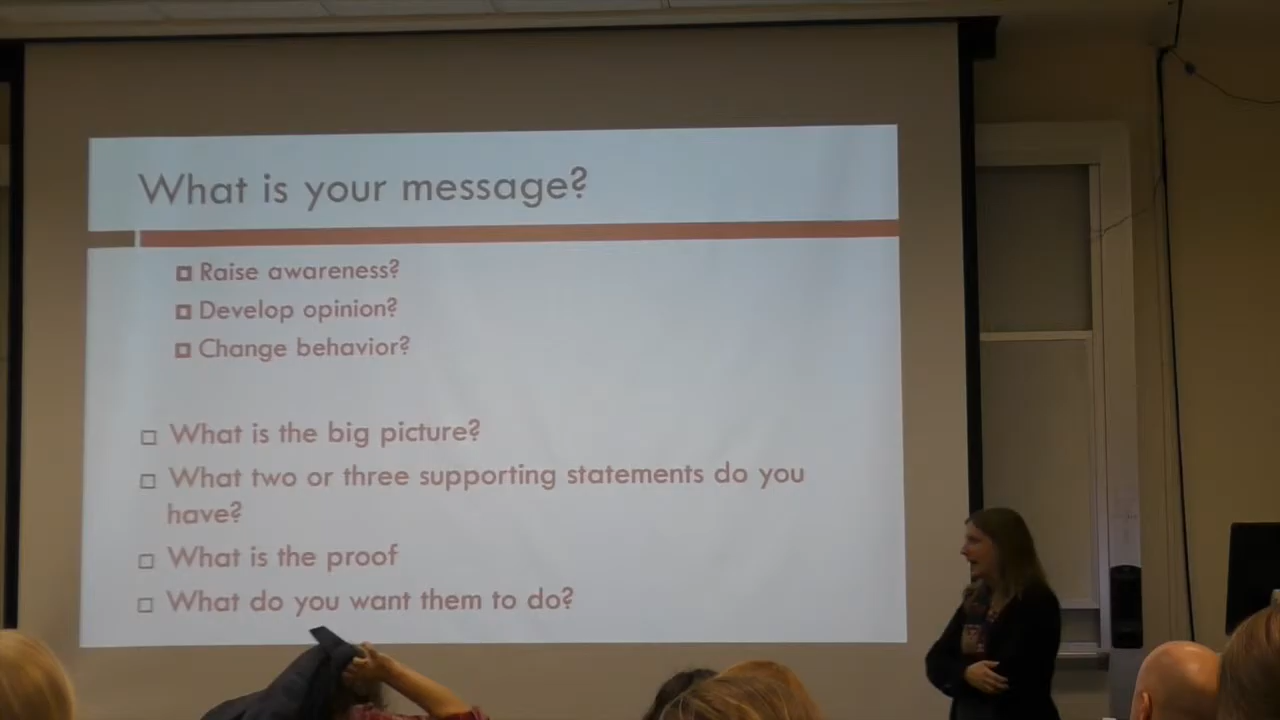 What is your message?
Raise awareness?
Develop opinion?
Change behavior?
What is the big picture?
What two or three supporting statements do you
have?
What is the proof
What do you want them to do?